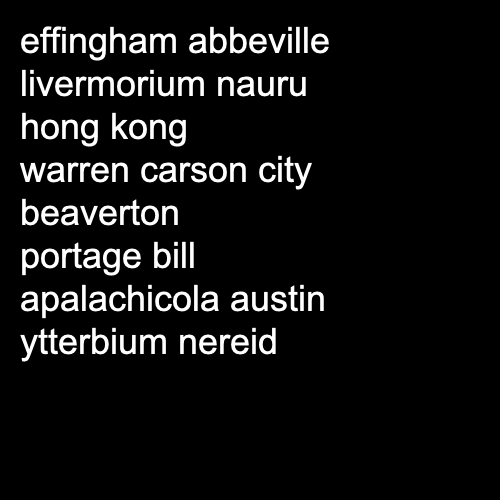 effingham abbeville
livermorium nauru
hong kong
warren carson city
beaverton
portage bill
apalachicola austin
ytterbium nereid